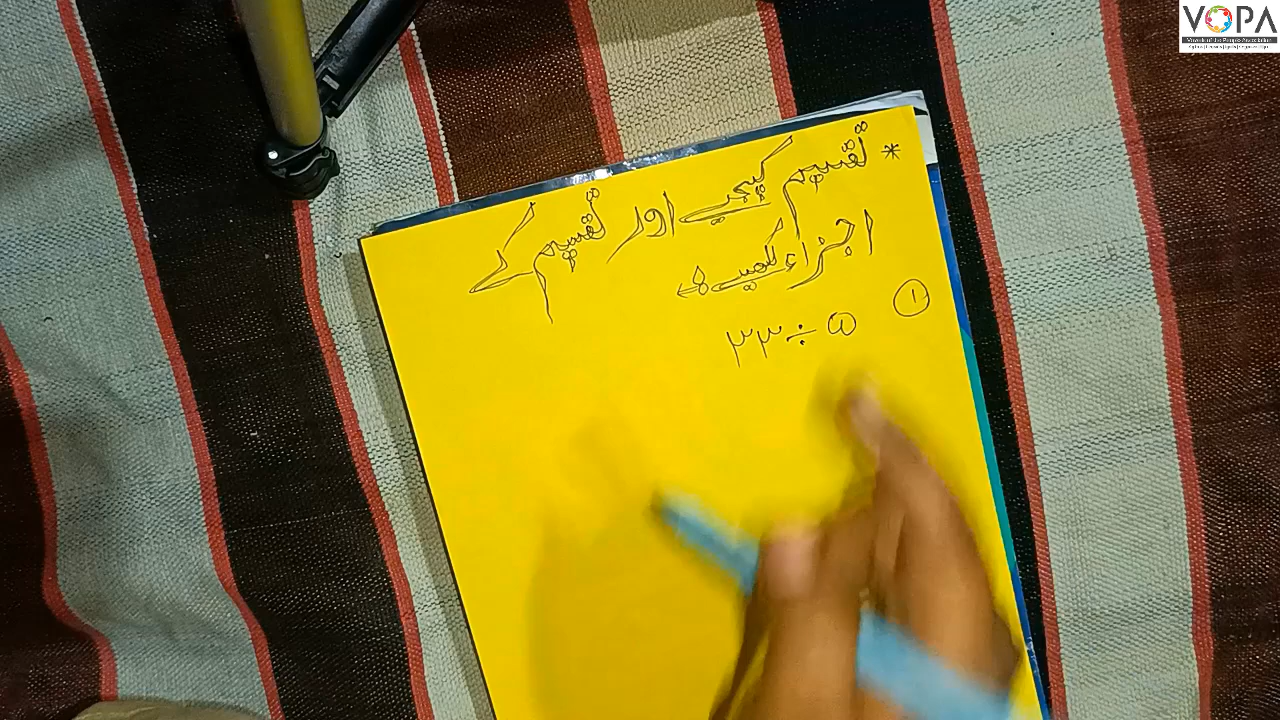 * تقسیم کیجیے اور تقسیم کے
اجزاء لکھیے۔
①
۳۳ ÷ ۵
VOPA